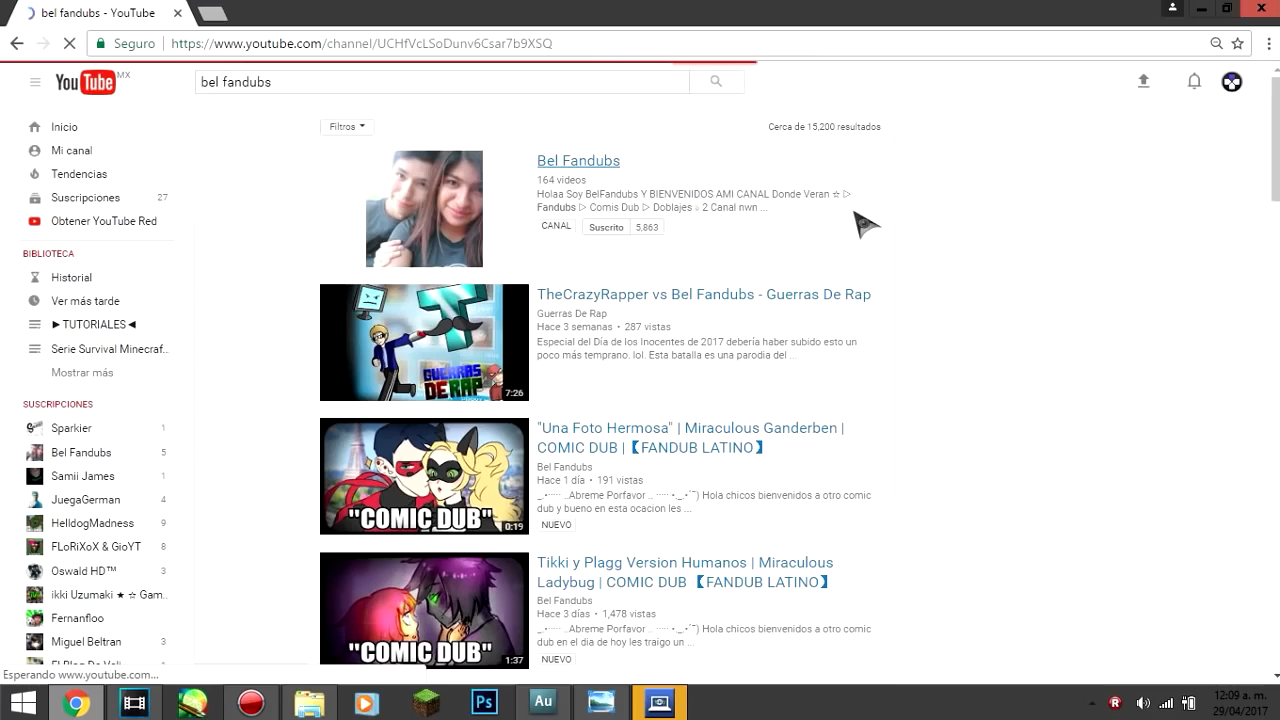 bel fandubs - YouTube
Seguro
https://www.youtube.com/channel/UCHfVcLSoDunv6Csar7b9XSQ
YouTube MX
bel fandubs
Filtros
Cerca de 15,200 resultados
Inicio
Mi canal
Tendencias
Suscripciones 27
Obtener YouTube Red
BIBLIOTECA
Historial
Ver más tarde
►TUTORIALES◄
Serie Survival Minecraf...
Mostrar más
SUSCRIPCIONES
Sparkier 1
Bel Fandubs 5
Samii James 1
JuegaGerman 4
HelldogMadness 9
FLoRiXoX & GioYT 8
Oswald HD™ 3
ikki Uzumaki ★ ☆ Gam..
Fernanfloo
Miguel Beltran 3
Bel Fandubs
164 videos
Holaa Soy BelFandubs Y BIENVENIDOS AMI CANAL Donde Veran ☆ ▷
Fandubs ▷ Comis Dub ▷ Doblajes ⬨ 2 Canal nwn ...
CANAL Suscrito 5,863
TheCrazyRapper vs Bel Fandubs - Guerras De Rap
Guerras De Rap
Hace 3 semanas • 287 vistas
Especial del Día de los Inocentes de 2017 debería haber subido esto un
poco más temprano. lol. Esta batalla es una parodia del ...
GUERRAS
DE RAP
7:26
"Una Foto Hermosa" | Miraculous Ganderben |
COMIC DUB |【FANDUB LATINO】
Bel Fandubs
Hace 1 día • 191 vistas
_.•····· ..Abreme Porfavor .. ····· •._.•´¯) Hola chicos bienvenidos a otro comic
dub y bueno en esta ocacion les ...
NUEVO
"COMIC DUB"
0:19
Tikki y Plagg Version Humanos | Miraculous
Ladybug | COMIC DUB 【FANDUB LATINO】
Bel Fandubs
Hace 3 días • 1,478 vistas
_.•····· ..Abreme Porfavor .. ····· •._.•´¯) Hola chicos bienvenidos a otro comic
dub en el día de hoy les traigo un ...
NUEVO
"COMIC DUB"
1:37
Esperando www.youtube.com...
Ps
Au
12:09 a.m.
29/04/2017